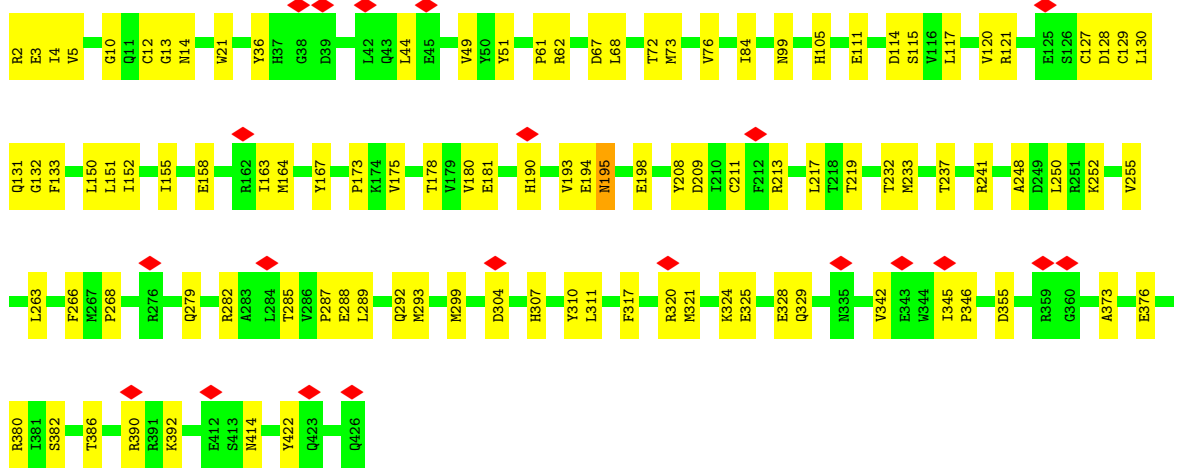 R2 E3 I4 V5 G10 Q11 C12 G13 N14 W21 Y36 H37 G38 D39 L42 Q43 L44 E45 V49 Y50 Y51 P61 R62 D67 L68 T72 M73 V76 I84 N99 H105 E111 D114 S115 V116 L117 V120 R121 E125 S126 C127 D128 C129 L130
Q131 G132 F133 L150 L151 I152 I155 E158 R162 I163 M164 Y167 P173 K174 V175 T178 V179 V180 E181 H190 V193 E194 N195 E198 Y208 D209 I210 C211 F212 R213 L217 T218 T219 T232 M233 T237 R241 A248 D249 L250 R251 K252 V255
L263 F266 M267 P268 R276 Q279 R282 A283 L284 T285 V286 P287 E288 L289 Q292 M293 M299 D304 H307 Y310 L311 F317 R320 M321 K324 E325 E328 Q329 N335 V342 E343 W344 I345 P346 D355 R359 G360 A373 E376
R380 I381 S382 T386 R390 R391 K392 E412 S413 N414 Y422 Q423 Q426